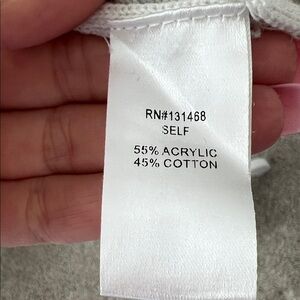 RN#131468
SELF
55% ACRYLIC
45% COTTON